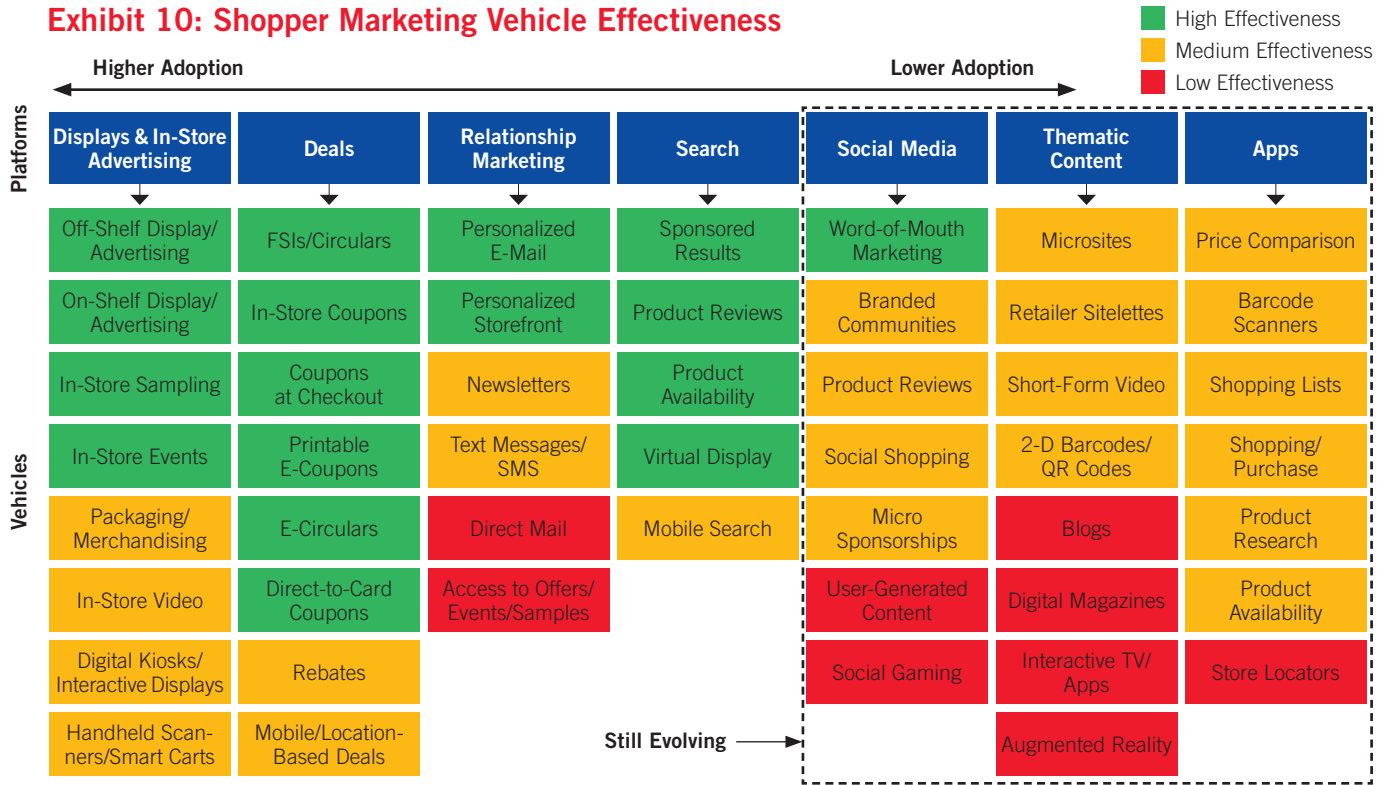 Exhibit 10: Shopper Marketing Vehicle Effectiveness
High Effectiveness
Medium Effectiveness
Low Effectiveness
Higher Adoption
Lower Adoption
Platforms
Displays & In-Store
Advertising
Deals
Relationship
Marketing
Search
Social Media
Thematic
Content
Apps
Vehicles
Off-Shelf Display/
Advertising
FSIs/Circulars
Personalized
E-Mail
Sponsored
Results
Word-of-Mouth
Marketing
Microsites
Price Comparison
On-Shelf Display/
Advertising
In-Store Coupons
Personalized
Storefront
Product Reviews
Branded
Communities
Retailer Sitelettes
Barcode
Scanners
In-Store Sampling
Coupons
at Checkout
Newsletters
Product
Availability
Product Reviews
Short-Form Video
Shopping Lists
In-Store Events
Printable
E-Coupons
Text Messages/
SMS
Virtual Display
Social Shopping
2-D Barcodes/
QR Codes
Shopping/
Purchase
Packaging/
Merchandising
E-Circulars
Direct Mail
Mobile Search
Micro
Sponsorships
Blogs
Product
Research
In-Store Video
Direct-to-Card
Coupons
Access to Offers/
Events/Samples
User-Generated
Content
Digital Magazines
Product
Availability
Digital Kiosks/
Interactive Displays
Rebates
Social Gaming
Interactive TV/
Apps
Store Locators
Handheld Scan-
ners/Smart Carts
Mobile/Location-
Based Deals
Still Evolving
Augmented Reality